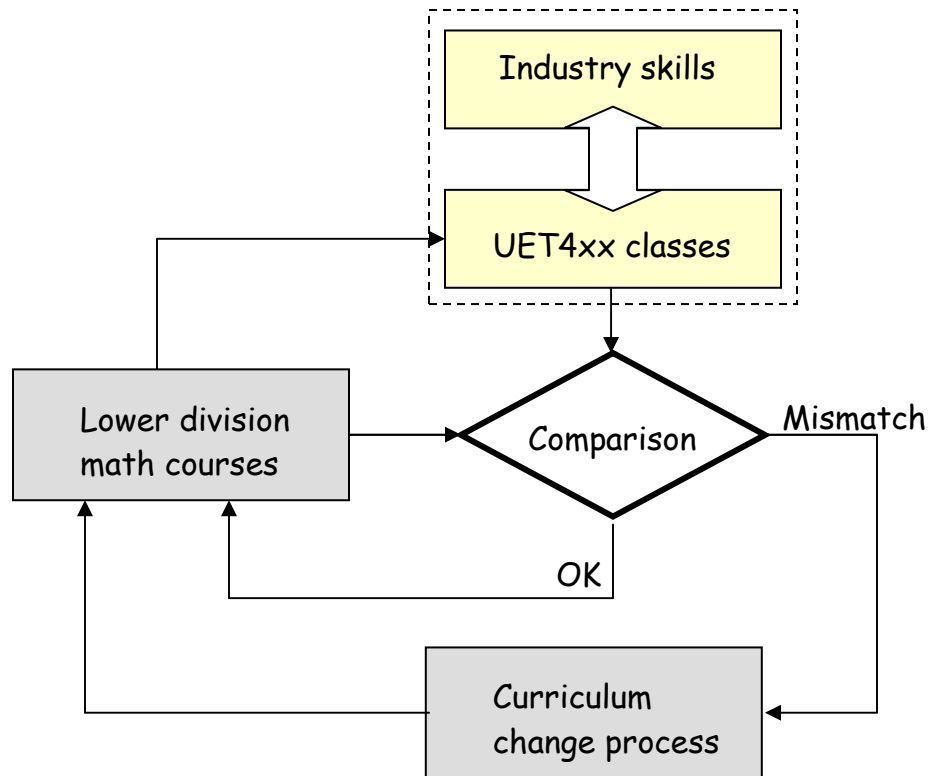 Industry skills
UET4xx classes
Lower division
math courses
Comparison
Mismatch
OK
Curriculum
change process